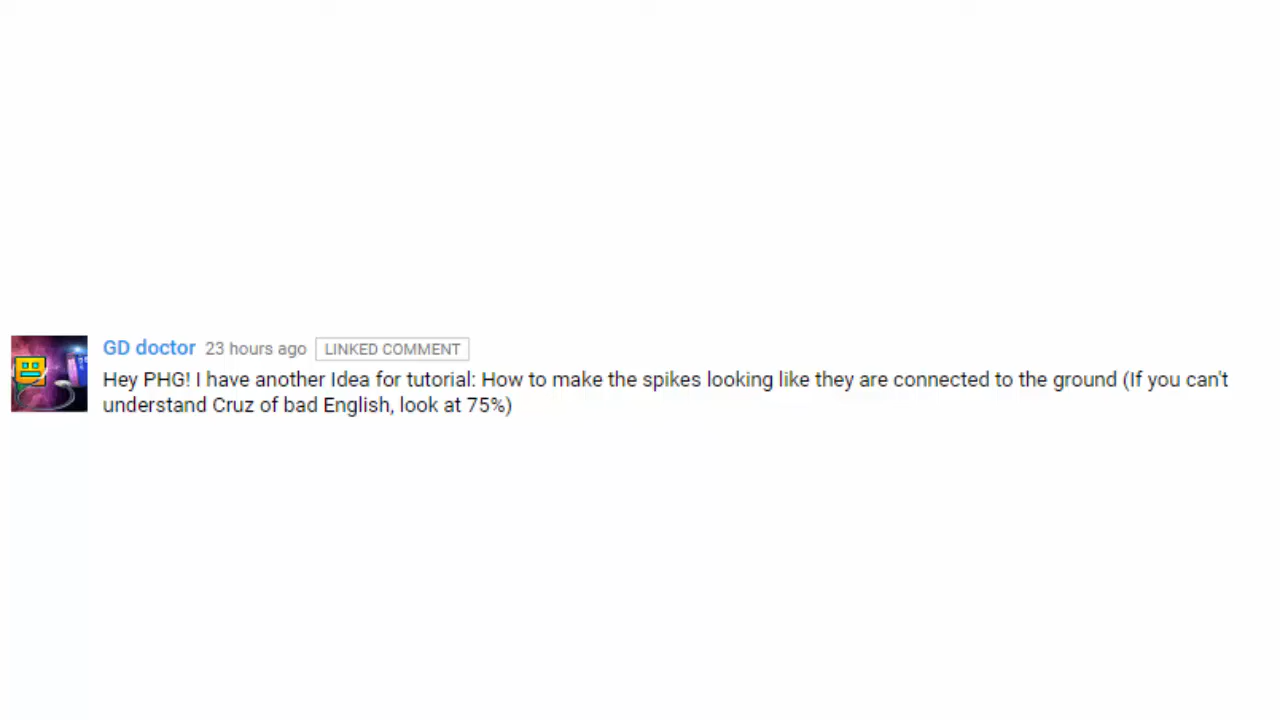 GD doctor 23 hours ago LINKED COMMENT
Hey PHG! I have another Idea for tutorial: How to make the spikes looking like they are connected to the ground (If you can't
understand Cruz of bad English, look at 75%)